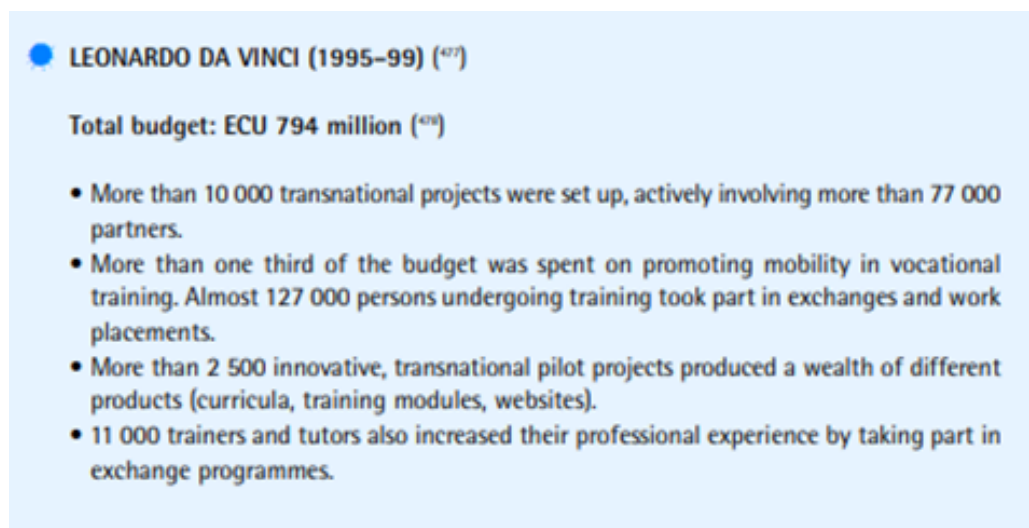 LEONARDO DA VINCI (1995–99) (⁴⁷⁷)
Total budget: ECU 794 million (⁴⁷⁸)
• More than 10 000 transnational projects were set up, actively involving more than 77 000
partners.
• More than one third of the budget was spent on promoting mobility in vocational
training. Almost 127 000 persons undergoing training took part in exchanges and work
placements.
• More than 2 500 innovative, transnational pilot projects produced a wealth of different
products (curricula, training modules, websites).
• 11 000 trainers and tutors also increased their professional experience by taking part in
exchange programmes.